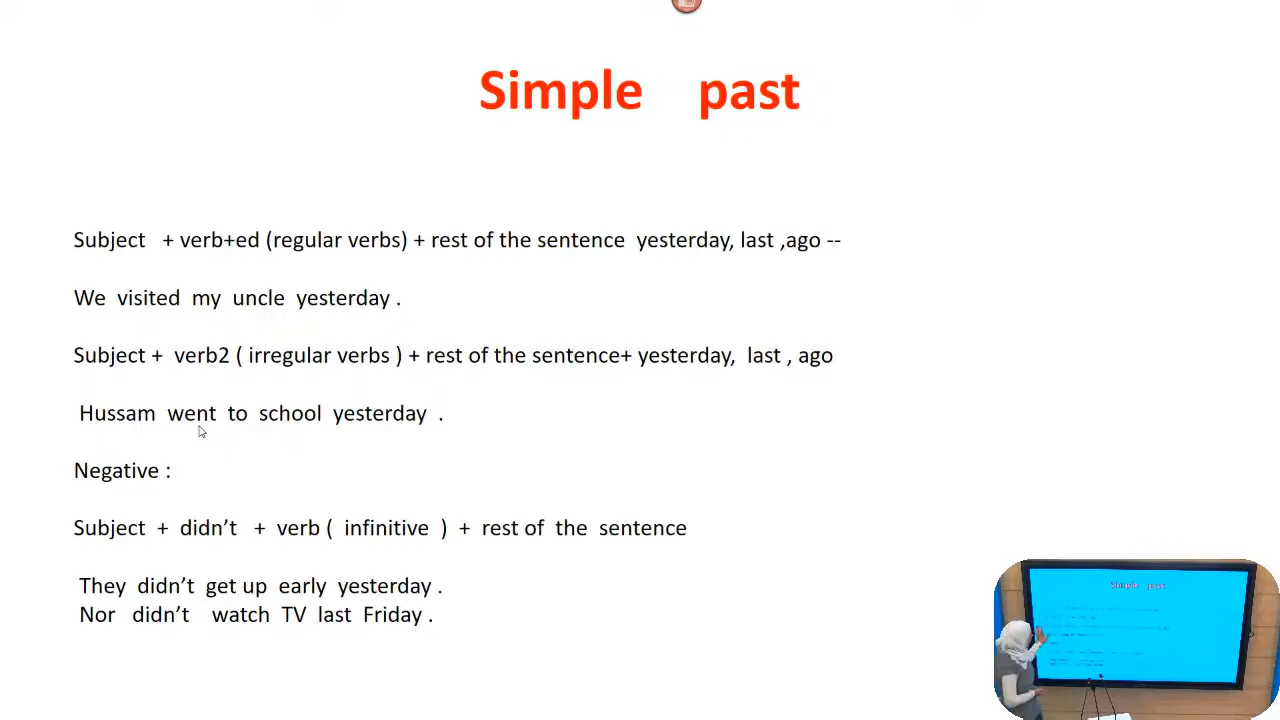 Simple past
Subject + verb+ed (regular verbs) + rest of the sentence yesterday, last ,ago --
We visited my uncle yesterday .
Subject + verb2 ( irregular verbs ) + rest of the sentence+ yesterday, last , ago
Hussam went to school yesterday .
Negative :
Subject + didn’t + verb ( infinitive ) + rest of the sentence
They didn’t get up early yesterday .
Nor didn’t watch TV last Friday .
Simple past